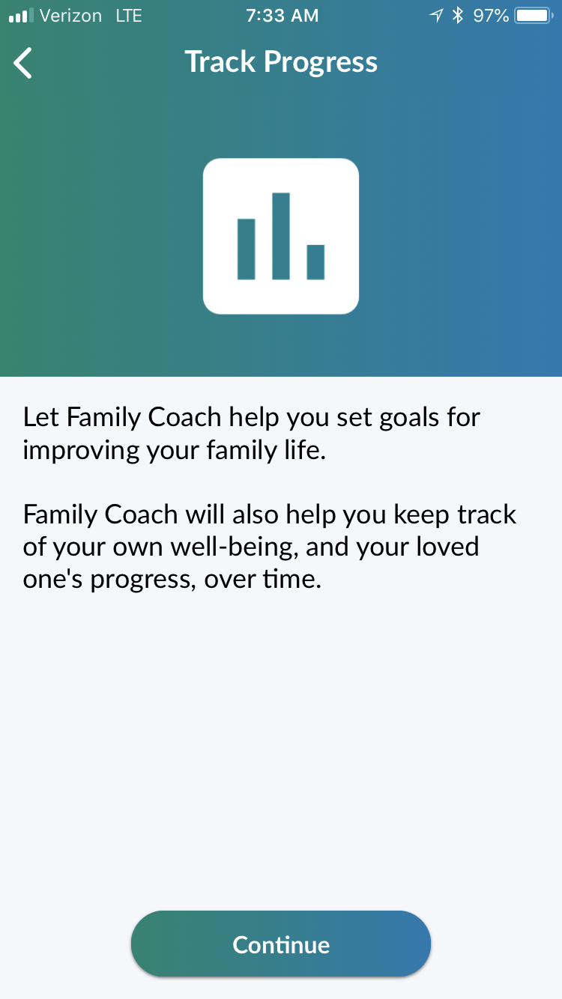 Verizon LTE 7:33 AM 97%
Track Progress
Let Family Coach help you set goals for
improving your family life.
Family Coach will also help you keep track
of your own well-being, and your loved
one's progress, over time.
Continue